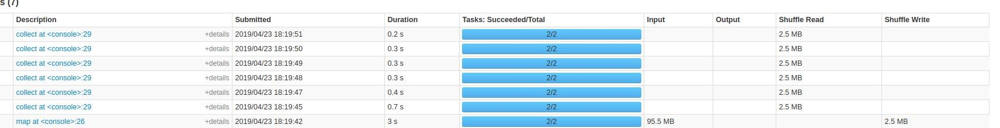 s (7)
Description Submitted Duration Tasks: Succeeded/Total Input Output Shuffle Read Shuffle Write
collect at <console>:29 +details 2019/04/23 18:19:51 0.2 s 2/2 2.5 MB
collect at <console>:29 +details 2019/04/23 18:19:50 0.3 s 2/2 2.5 MB
collect at <console>:29 +details 2019/04/23 18:19:49 0.3 s 2/2 2.5 MB
collect at <console>:29 +details 2019/04/23 18:19:48 0.3 s 2/2 2.5 MB
collect at <console>:29 +details 2019/04/23 18:19:47 0.4 s 2/2 2.5 MB
collect at <console>:29 +details 2019/04/23 18:19:45 0.7 s 2/2 2.5 MB
map at <console>:26 +details 2019/04/23 18:19:42 3 s 2/2 95.5 MB 2.5 MB